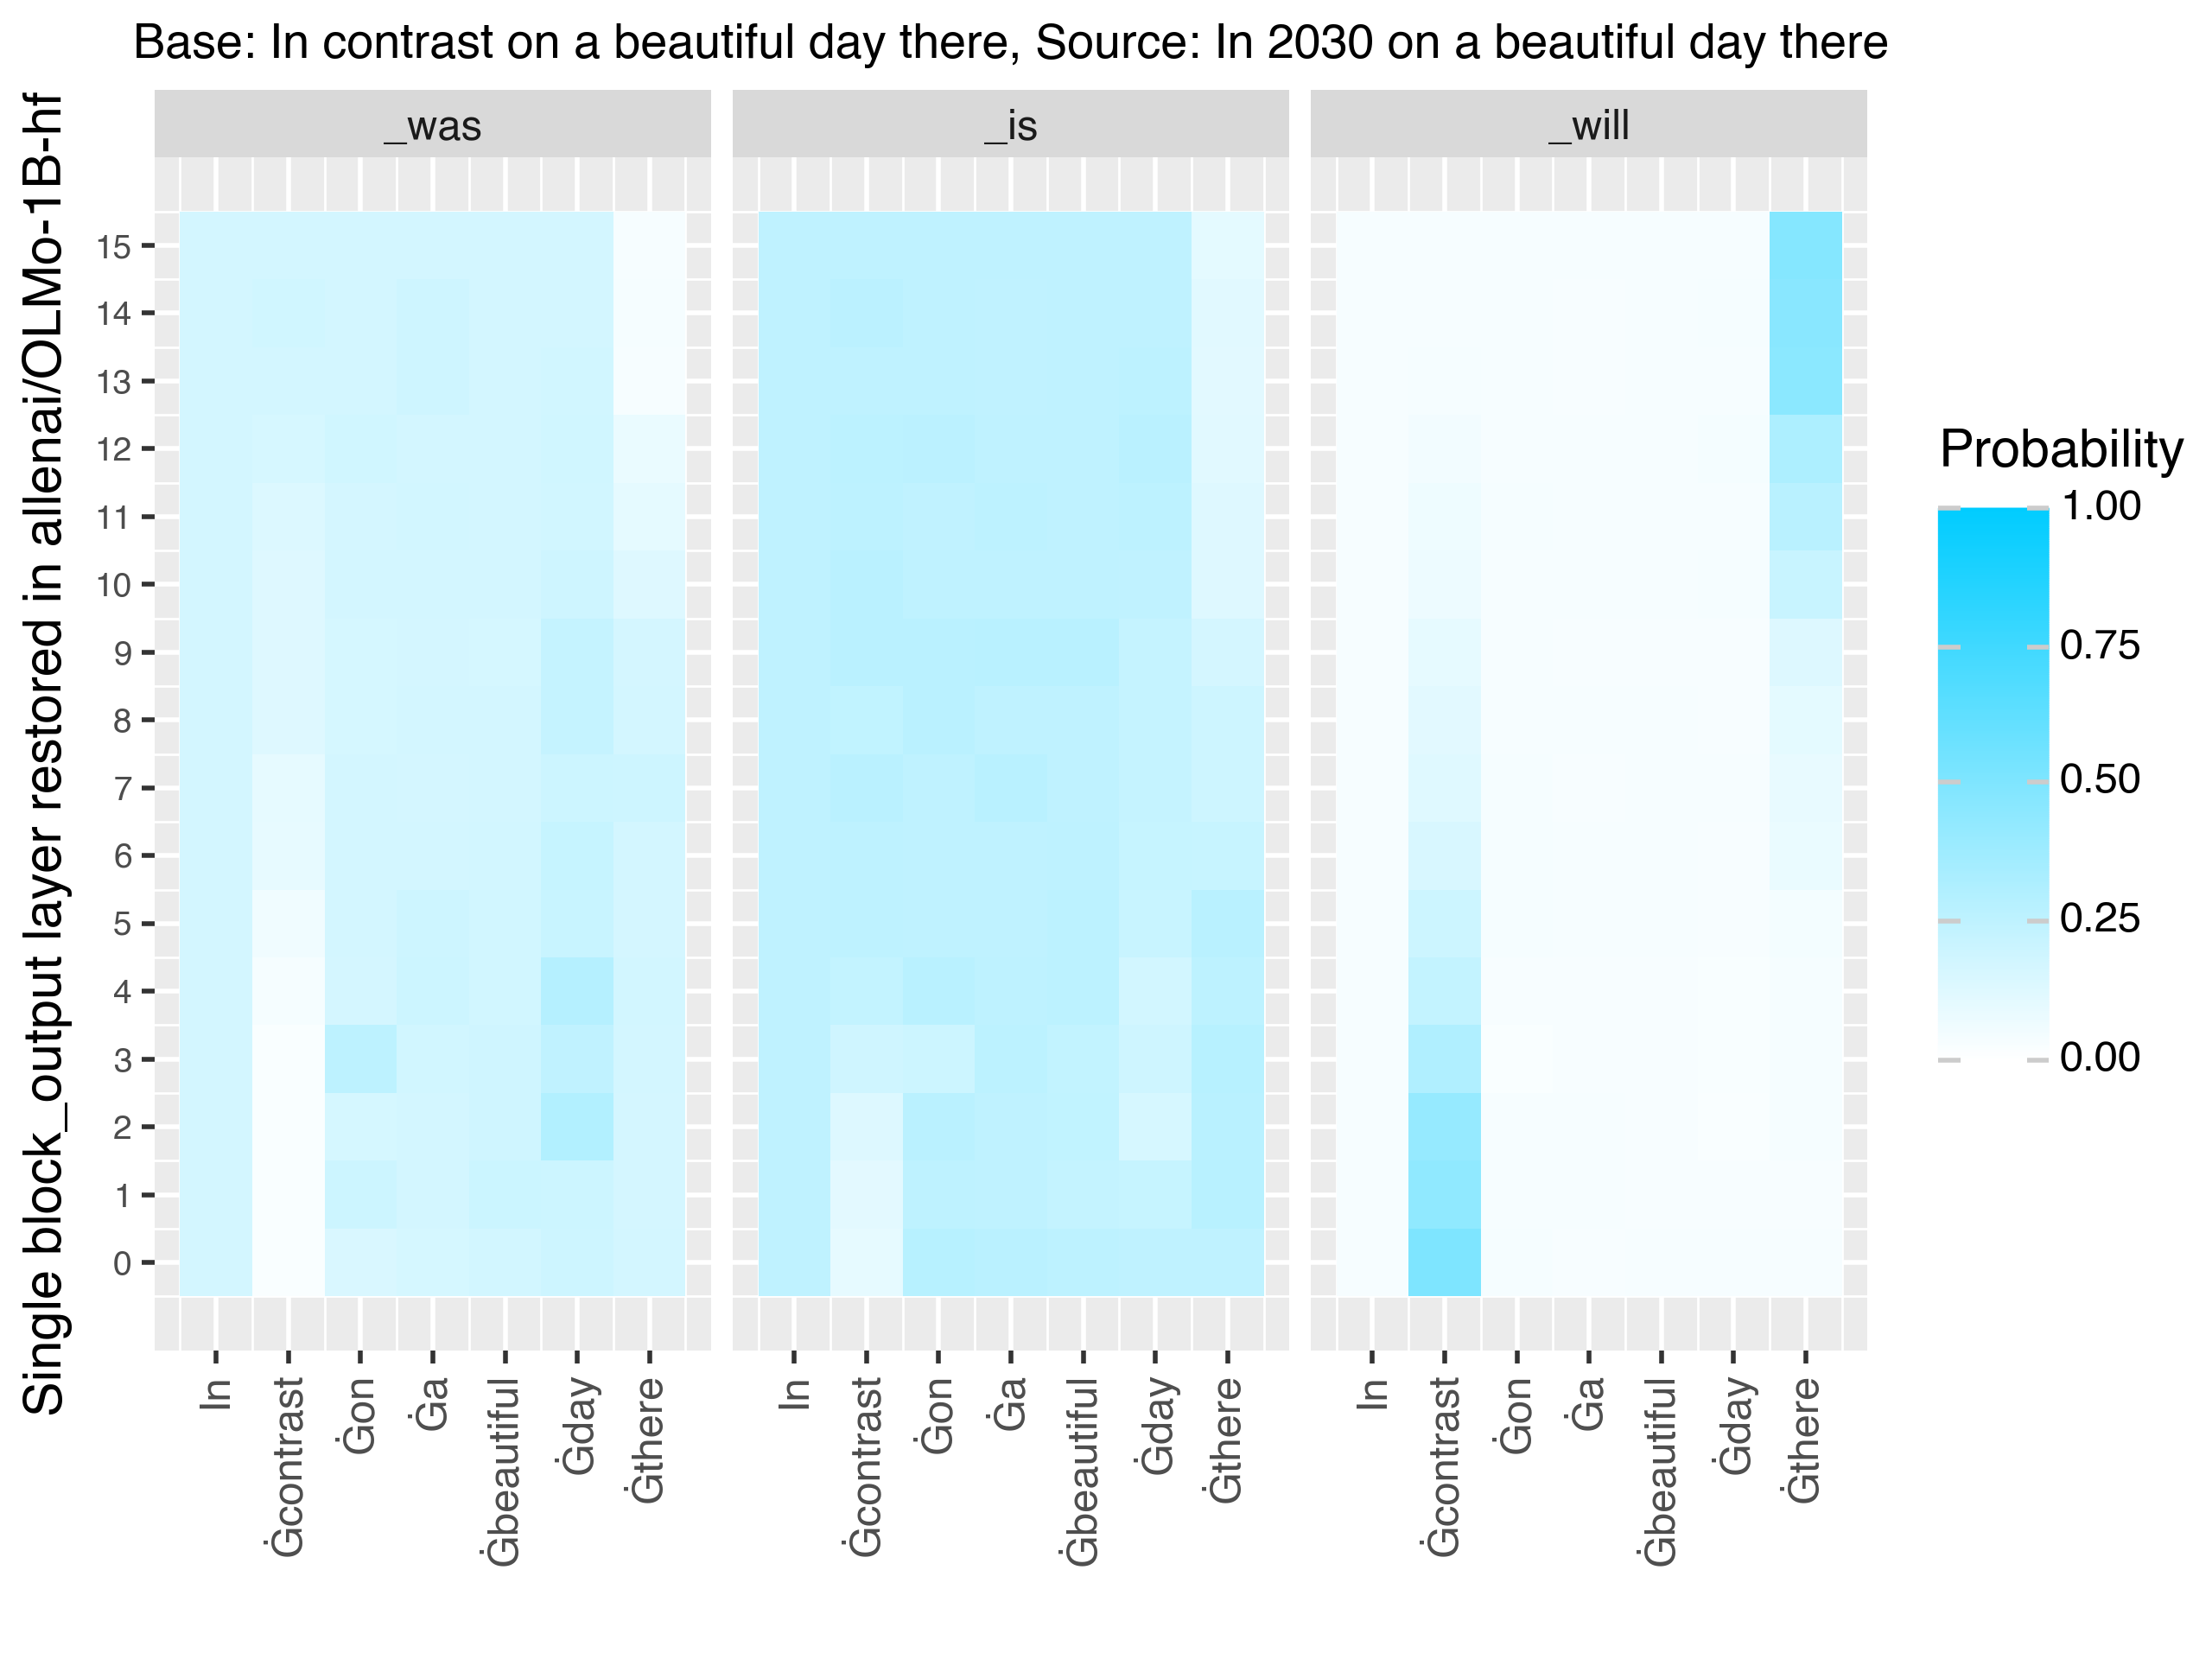 Base: In contrast on a beautiful day there, Source: In 2030 on a beautiful day there
Single block_output layer restored in allenai/OLMo-1B-hf
_was
_is
_will
15
14
13
12
11
10
9
8
7
6
5
4
3
2
1
0
In
Ġcontrast
Ġon
Ġa
Ġbeautiful
Ġday
Ġthere
In
Ġcontrast
Ġon
Ġa
Ġbeautiful
Ġday
Ġthere
In
Ġcontrast
Ġon
Ġa
Ġbeautiful
Ġday
Ġthere
Probability
1.00
0.75
0.50
0.25
0.00